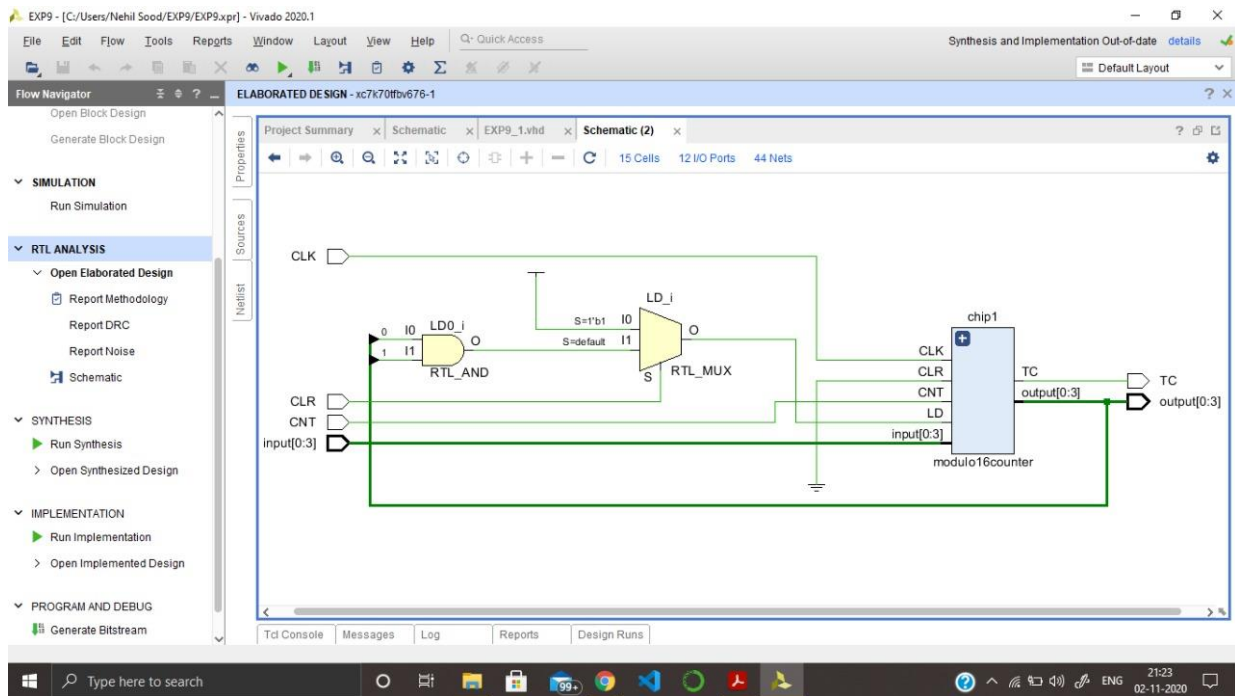 EXP9 - [C:/Users/Nehil Sood/EXP9/EXP9.xpr] - Vivado 2020.1
File Edit Flow Tools Reports Window Layout View Help Q- Quick Access
Synthesis and Implementation Out-of-date details
Default Layout
Flow Navigator
ELABORATED DESIGN - xc7k70tfbv676-1
Open Block Design
Generate Block Design
SIMULATION
Run Simulation
RTL ANALYSIS
Open Elaborated Design
Report Methodology
Report DRC
Report Noise
Schematic
SYNTHESIS
Run Synthesis
Open Synthesized Design
IMPLEMENTATION
Run Implementation
Open Implemented Design
PROGRAM AND DEBUG
Generate Bitstream
Properties
Sources
Netlist
Project Summary Schematic EXP9_1.vhd Schematic (2)
15 Cells 12 I/O Ports 44 Nets
CLK
LD_i
S=1'b1 I0
S=default I1
O
S RTL_MUX
0 I0 LD0_i
1 I1 O
RTL_AND
CLR
CNT
input[0:3]
chip1
CLK
CLR TC
CNT output[0:3]
LD
input[0:3]
modulo16counter
TC
output[0:3]
Tcl Console Messages Log Reports Design Runs
Type here to search
99+
ENG
21:23
02-11-2020